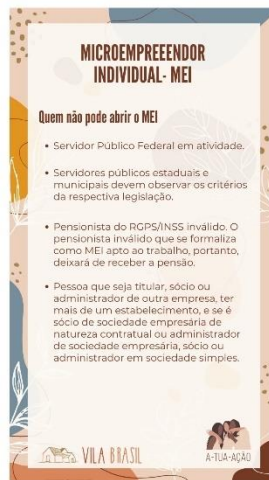 MICROEMPREEENDOR
INDIVIDUAL- MEI
Quem não pode abrir o MEI
• Servidor Público Federal em atividade.
• Servidores públicos estaduais e
municipais devem observar os critérios
da respectiva legislação.
• Pensionista do RGPS/INSS inválido. O
pensionista inválido que se formaliza
como MEI apto ao trabalho, portanto,
deixará de receber a pensão.
• Pessoa que seja titular, sócio ou
administrador de outra empresa, ter
mais de um estabelecimento, e se é
sócio de sociedade empresária de
natureza contratual ou administrador
de sociedade empresária, sócio ou
administrador em sociedade simples.
VILA BRASIL
A-TUA-AÇÃO